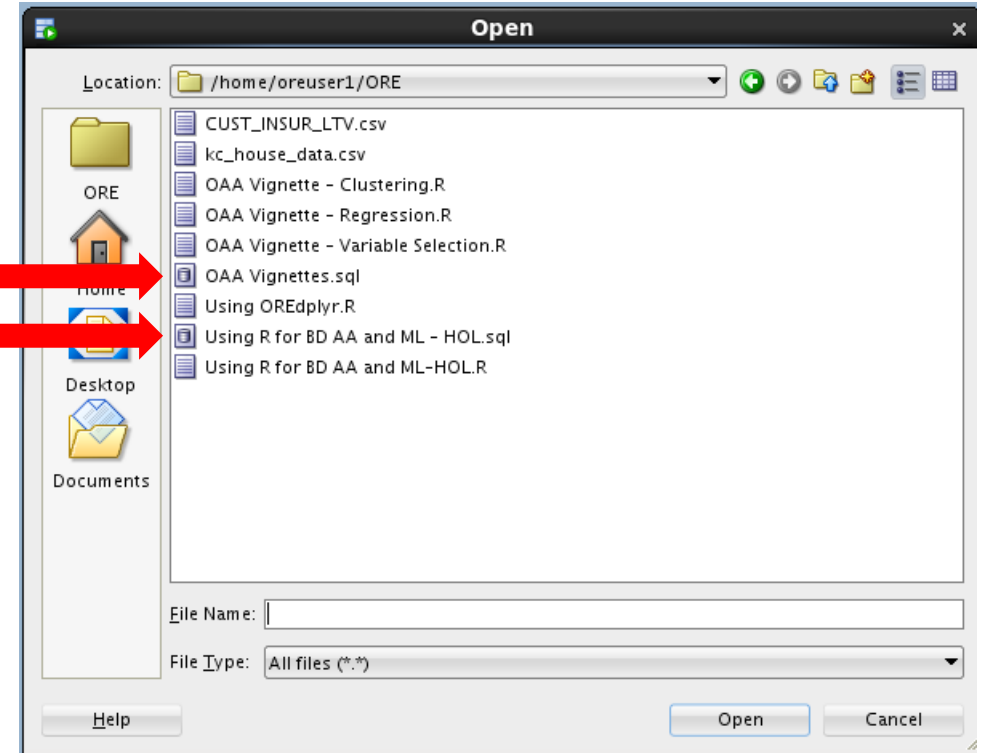 Open
Location: /home/oreuser1/ORE
ORE
Home
Desktop
Documents
CUST_INSUR_LTV.csv
kc_house_data.csv
OAA Vignette - Clustering.R
OAA Vignette - Regression.R
OAA Vignette - Variable Selection.R
OAA Vignettes.sql
Using OREdplyr.R
Using R for BD AA and ML - HOL.sql
Using R for BD AA and ML-HOL.R
File Name:
File Type: All files (*.*)
Help Open Cancel